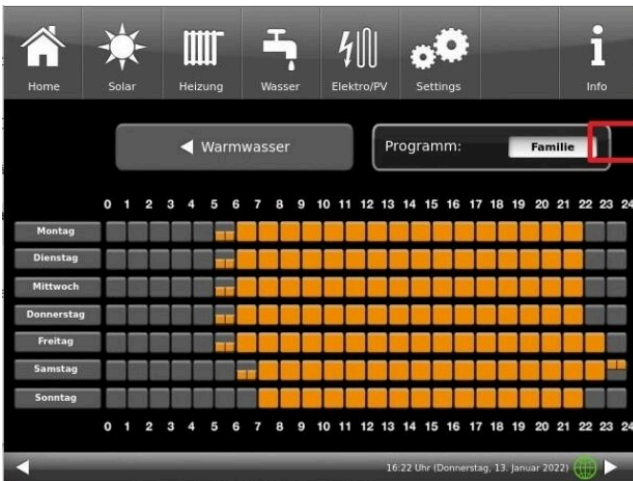 Home Solar Heizung Wasser Elektro/PV Settings Info
Warmwasser Programm: Familie
0 1 2 3 4 5 6 7 8 9 10 11 12 13 14 15 16 17 18 19 20 21 22 23 24
Montag
Dienstag
Mittwoch
Donnerstag
Freitag
Samstag
Sonntag
0 1 2 3 4 5 6 7 8 9 10 11 12 13 14 15 16 17 18 19 20 21 22 23 24
16:22 Uhr (Donnerstag, 13. Januar 2022)